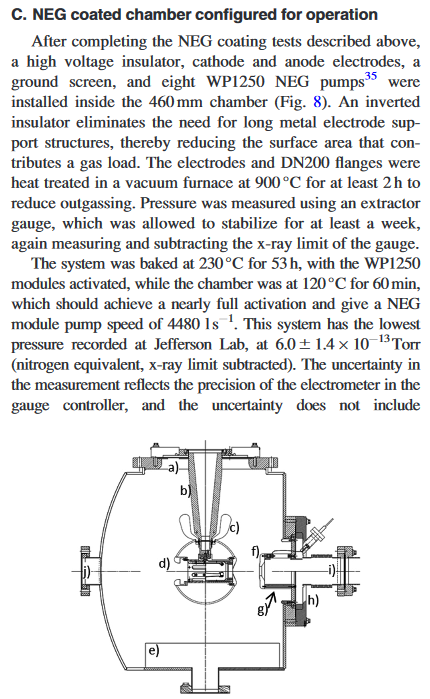 C. NEG coated chamber configured for operation
After completing the NEG coating tests described above,
a high voltage insulator, cathode and anode electrodes, a
ground screen, and eight WP1250 NEG pumps35 were
installed inside the 460 mm chamber (Fig. 8). An inverted
insulator eliminates the need for long metal electrode sup-
port structures, thereby reducing the surface area that con-
tributes a gas load. The electrodes and DN200 flanges were
heat treated in a vacuum furnace at 900 °C for at least 2 h to
reduce outgassing. Pressure was measured using an extractor
gauge, which was allowed to stabilize for at least a week,
again measuring and subtracting the x-ray limit of the gauge.
The system was baked at 230 °C for 53 h, with the WP1250
modules activated, while the chamber was at 120 °C for 60 min,
which should achieve a nearly full activation and give a NEG
module pump speed of 4480 l s−1. This system has the lowest
pressure recorded at Jefferson Lab, at 6.0 ± 1.4 × 10−13 Torr
(nitrogen equivalent, x-ray limit subtracted). The uncertainty in
the measurement reflects the precision of the electrometer in the
gauge controller, and the uncertainty does not include
a)
b)
c)
d)
f)
j)
i)
g)
h)
e)